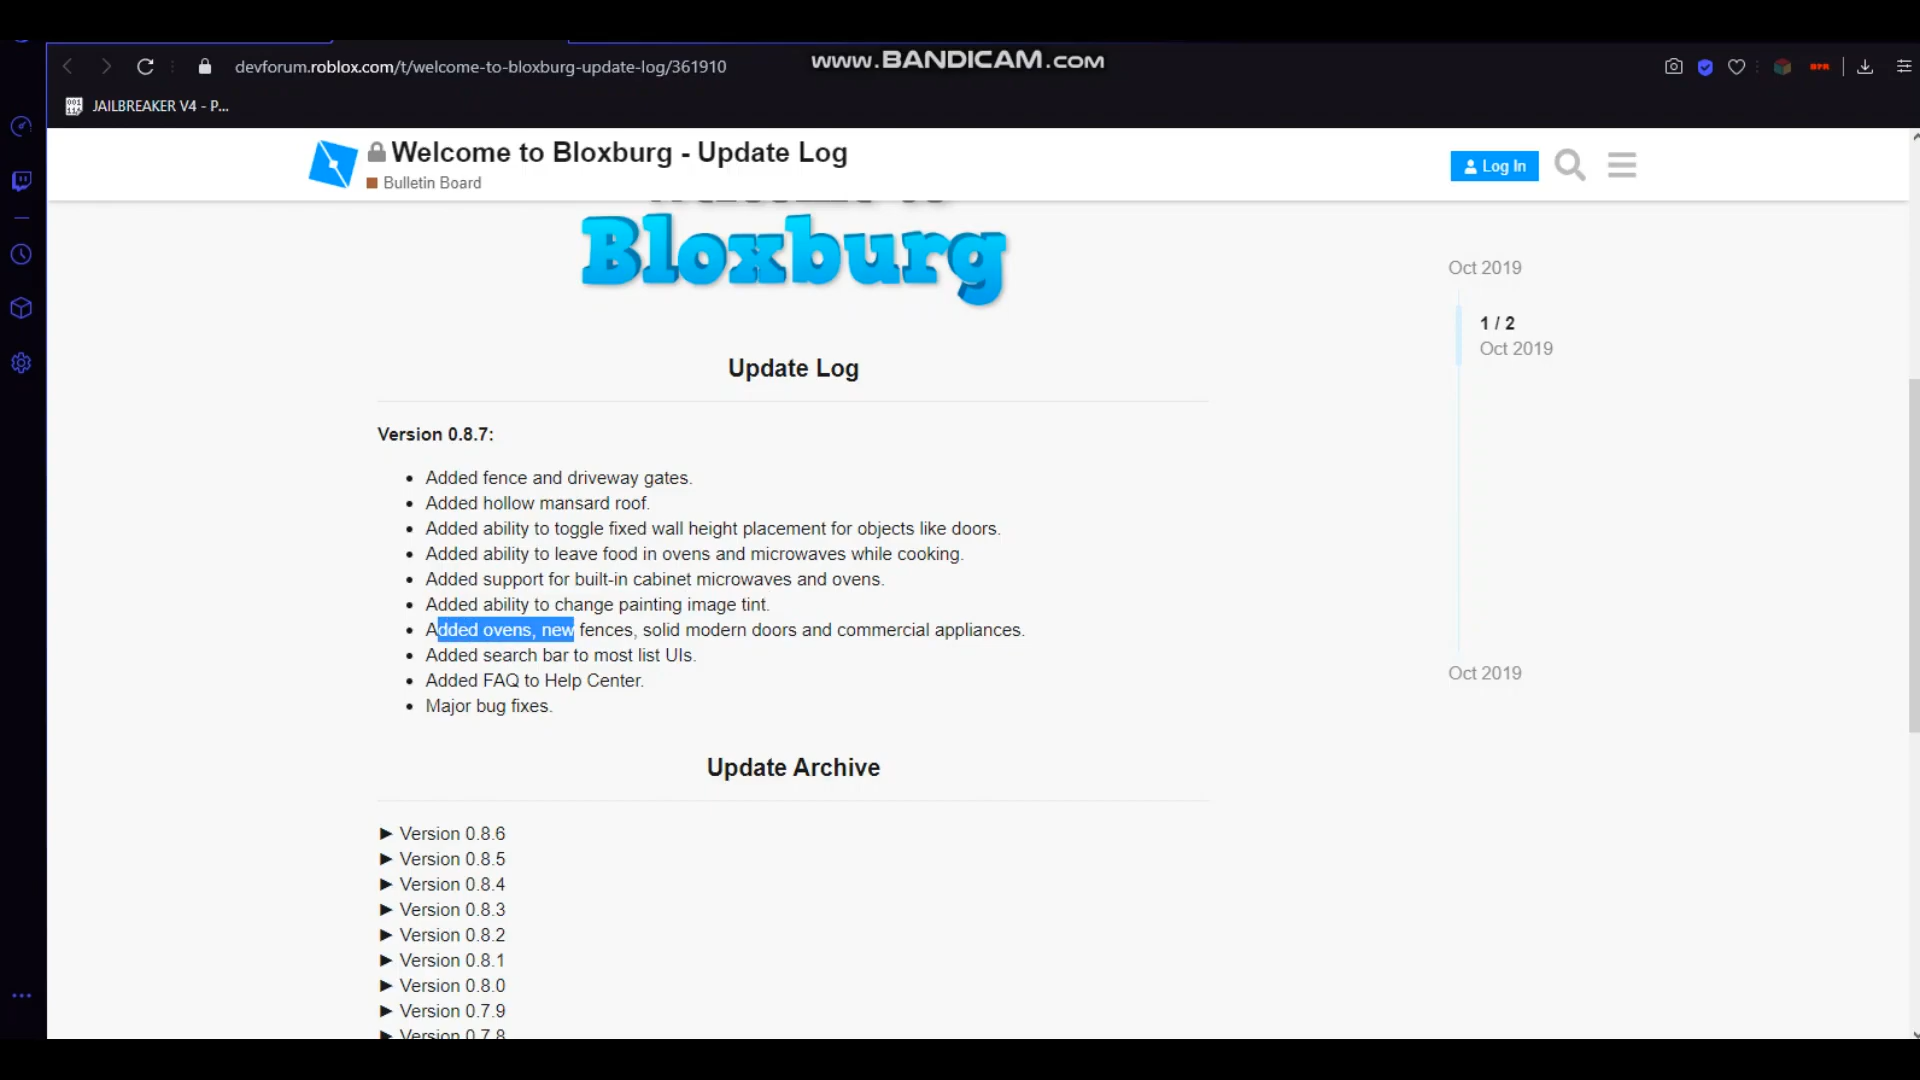 www.BANDICAM.com
devforum.roblox.com/t/welcome-to-bloxburg-update-log/361910
JAILBREAKER V4 - P...
Welcome to Bloxburg - Update Log
Bulletin Board
Log In
Welcome to
Bloxburg
Oct 2019
1 / 2
Oct 2019
Update Log
Version 0.8.7:
• Added fence and driveway gates.
• Added hollow mansard roof.
• Added ability to toggle fixed wall height placement for objects like doors.
• Added ability to leave food in ovens and microwaves while cooking.
• Added support for built-in cabinet microwaves and ovens.
• Added ability to change painting image tint.
• Added ovens, new fences, solid modern doors and commercial appliances.
• Added search bar to most list UIs.
• Added FAQ to Help Center.
• Major bug fixes.
Oct 2019
Update Archive
► Version 0.8.6
► Version 0.8.5
► Version 0.8.4
► Version 0.8.3
► Version 0.8.2
► Version 0.8.1
► Version 0.8.0
► Version 0.7.9
► Version 0.7.8